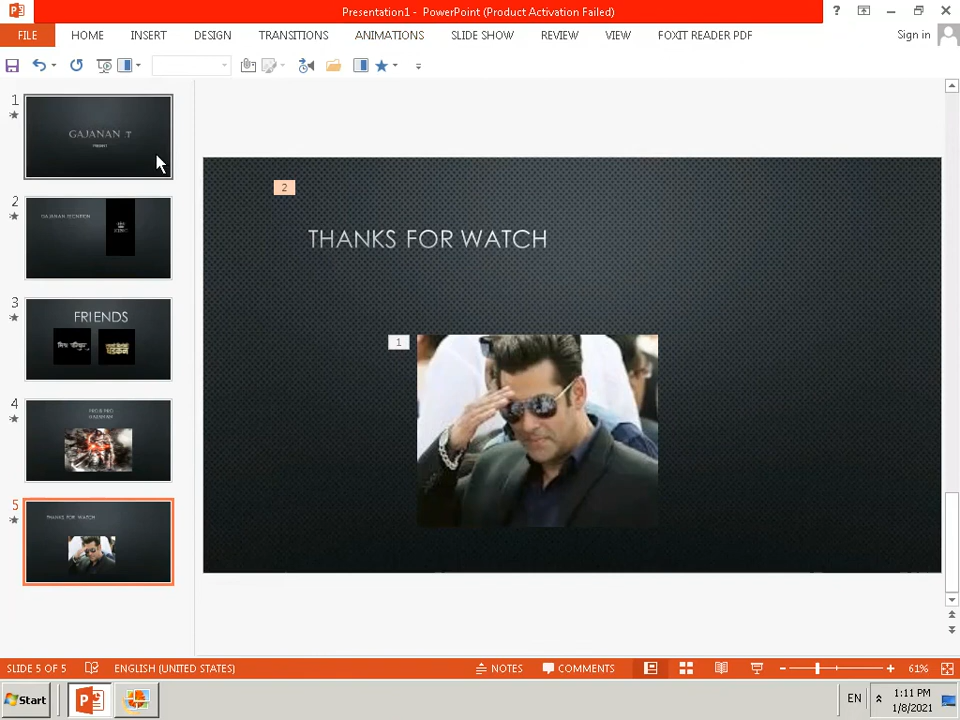 Presentation1 - PowerPoint (Product Activation Failed)
FILE HOME INSERT DESIGN TRANSITIONS ANIMATIONS SLIDE SHOW REVIEW VIEW FOXIT READER PDF Sign in
1
GAJANAN T
PRESENT
2
3
FRIENDS
4
5
THANKS FOR WATCH
2
THANKS FOR WATCH
1
SLIDE 5 OF 5 ENGLISH (UNITED STATES) NOTES COMMENTS 61%
Start EN 1:11 PM
1/8/2021